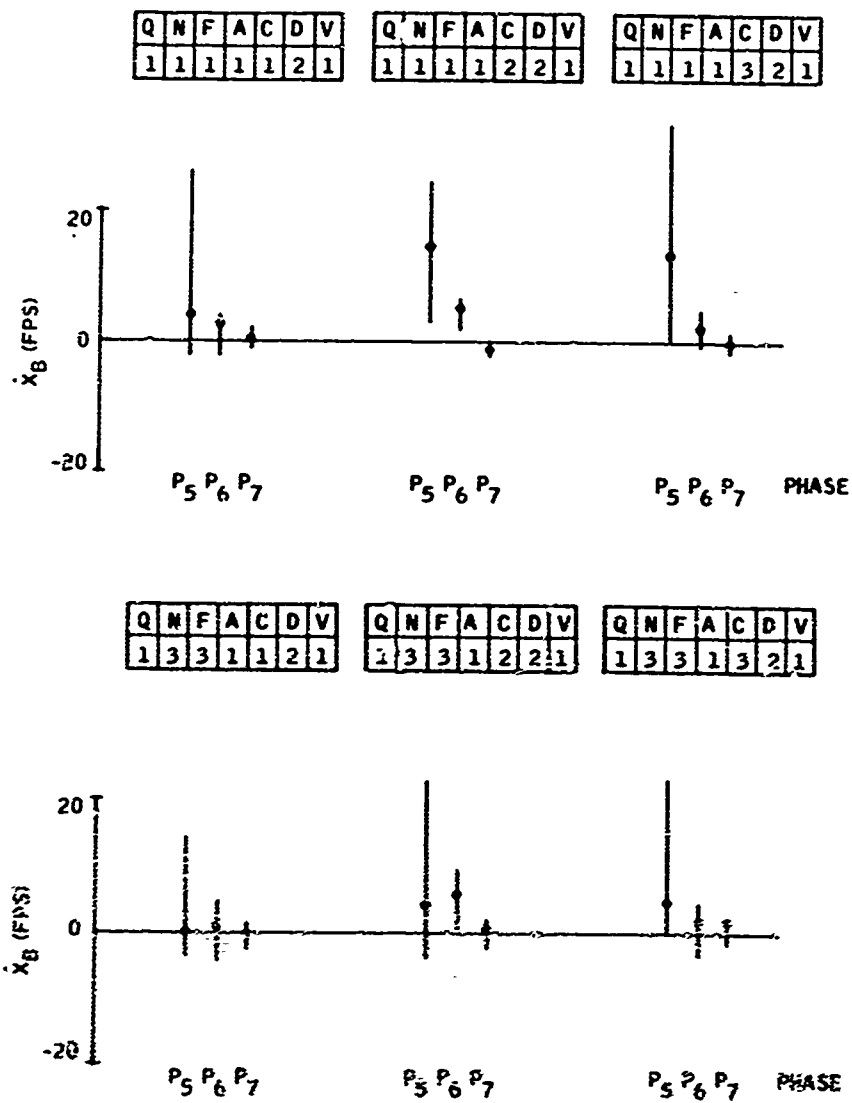 Q N F A C D V Q N F A C D V Q N F A C D V
1 1 1 1 1 2 1 1 1 1 1 2 2 1 1 1 1 1 3 2 1
20
0
-20
ẊB (FPS)
P5 P6 P7 P5 P6 P7 P5 P6 P7 PHASE
Q N F A C D V Q N F A C D V Q N F A C D V
1 3 3 1 1 2 1 1 3 3 1 2 2 1 1 3 3 1 3 2 1
20
0
-20
ẊB (FPS)
P5 P6 P7 P5 P6 P7 P5 P6 P7 PHASE